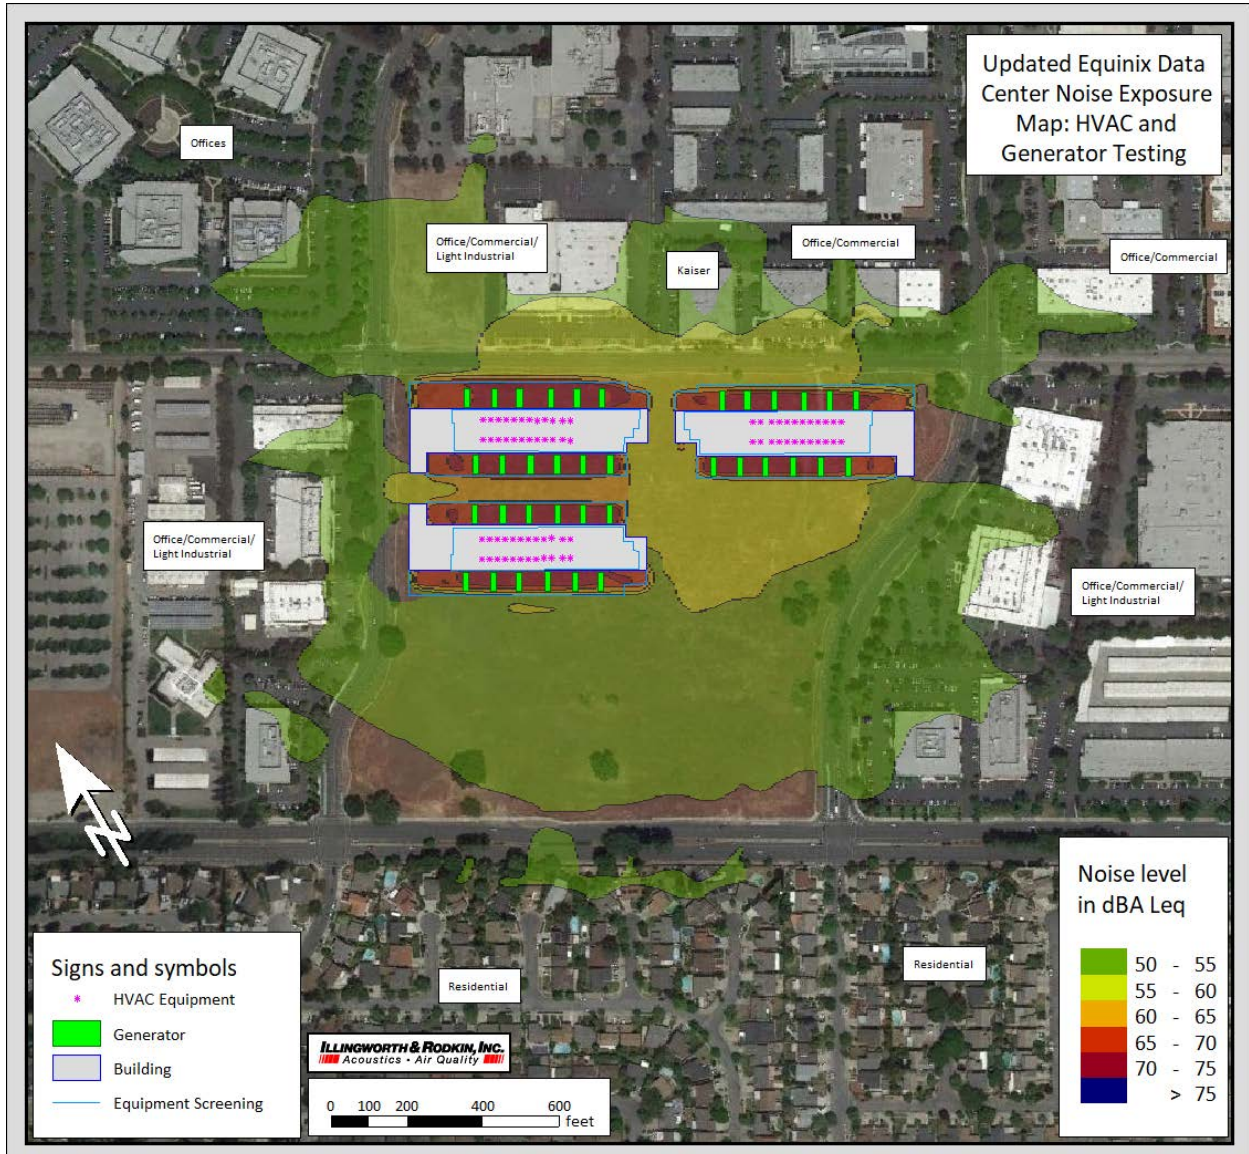 Updated Equinix Data
Center Noise Exposure
Map: HVAC and
Generator Testing
Offices
Office/Commercial/
Light Industrial
Kaiser
Office/Commercial
Office/Commercial
Office/Commercial/
Light Industrial
Office/Commercial/
Light Industrial
Residential
Residential
Signs and symbols
HVAC Equipment
Generator
Building
Equipment Screening
ILLINGWORTH & RODKIN, INC.
Acoustics • Air Quality
0 100 200 400 600
feet
Noise level
in dBA Leq
50 - 55
55 - 60
60 - 65
65 - 70
70 - 75
> 75